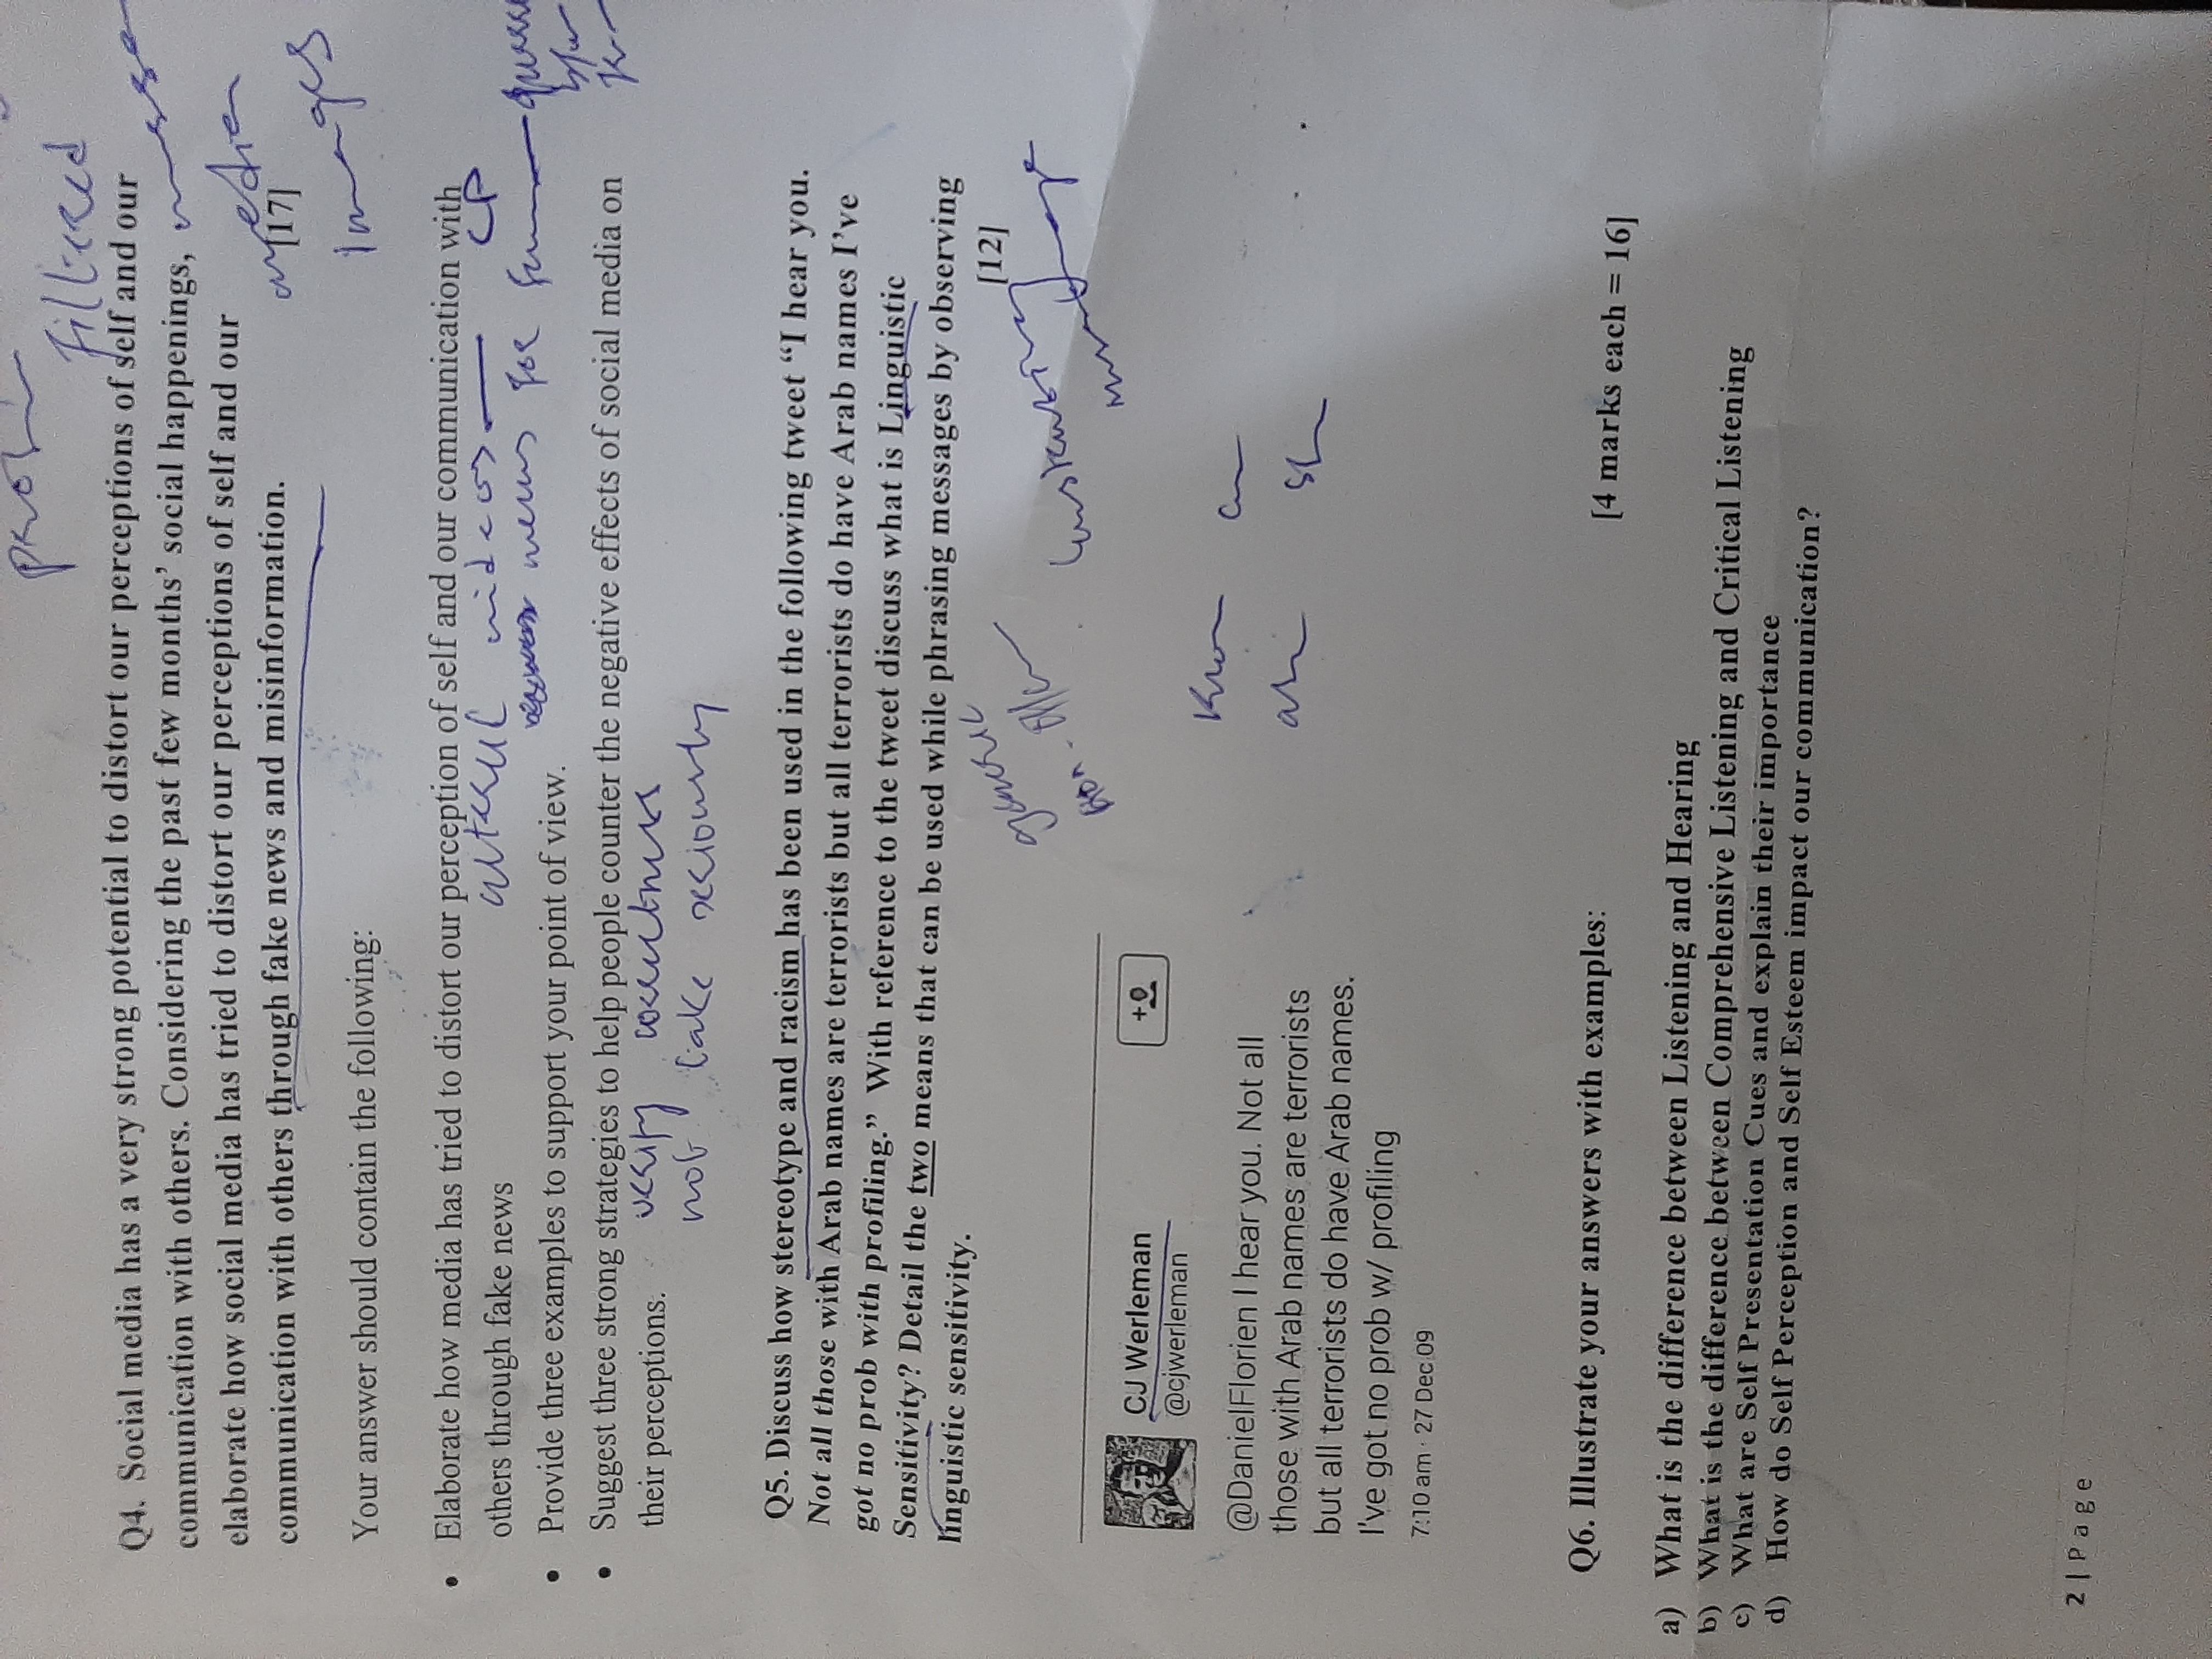 Filtered
Q4. Social media has a very strong potential to distort our perceptions of self and our
communication with others. Considering the past few months' social happenings,
elaborate how social media has tried to distort our perceptions of self and our
communication with others through fake news and misinformation.
[17]
Images
Your answer should contain the following:
• Elaborate how media has tried to distort our perception of self and our communication with
others through fake news
videos CP
memes for
• Provide three examples to support your point of view.
• Suggest three strong strategies to help people counter the negative effects of social media on
their perceptions.
verify correctness
not take seriously
Q5. Discuss how stereotype and racism has been used in the following tweet “I hear you.
Not all those with Arab names are terrorists but all terrorists do have Arab names I’ve
got no prob with profiling.” With reference to the tweet discuss what is Linguistic
Sensitivity? Detail the two means that can be used while phrasing messages by observing
linguistic sensitivity.
[12]
generic
non-
CJ Werleman
@cjwerleman
@DanielFlorien I hear you. Not all
those with Arab names are terrorists
but all terrorists do have Arab names.
I've got no prob w/ profiling
7:10 am · 27 Dec 09
Q6. Illustrate your answers with examples:
[4 marks each = 16]
a) What is the difference between Listening and Hearing
b) What is the difference between Comprehensive Listening and Critical Listening
c) What are Self Presentation Cues and explain their importance
d) How do Self Perception and Self Esteem impact our communication?
2 | Page